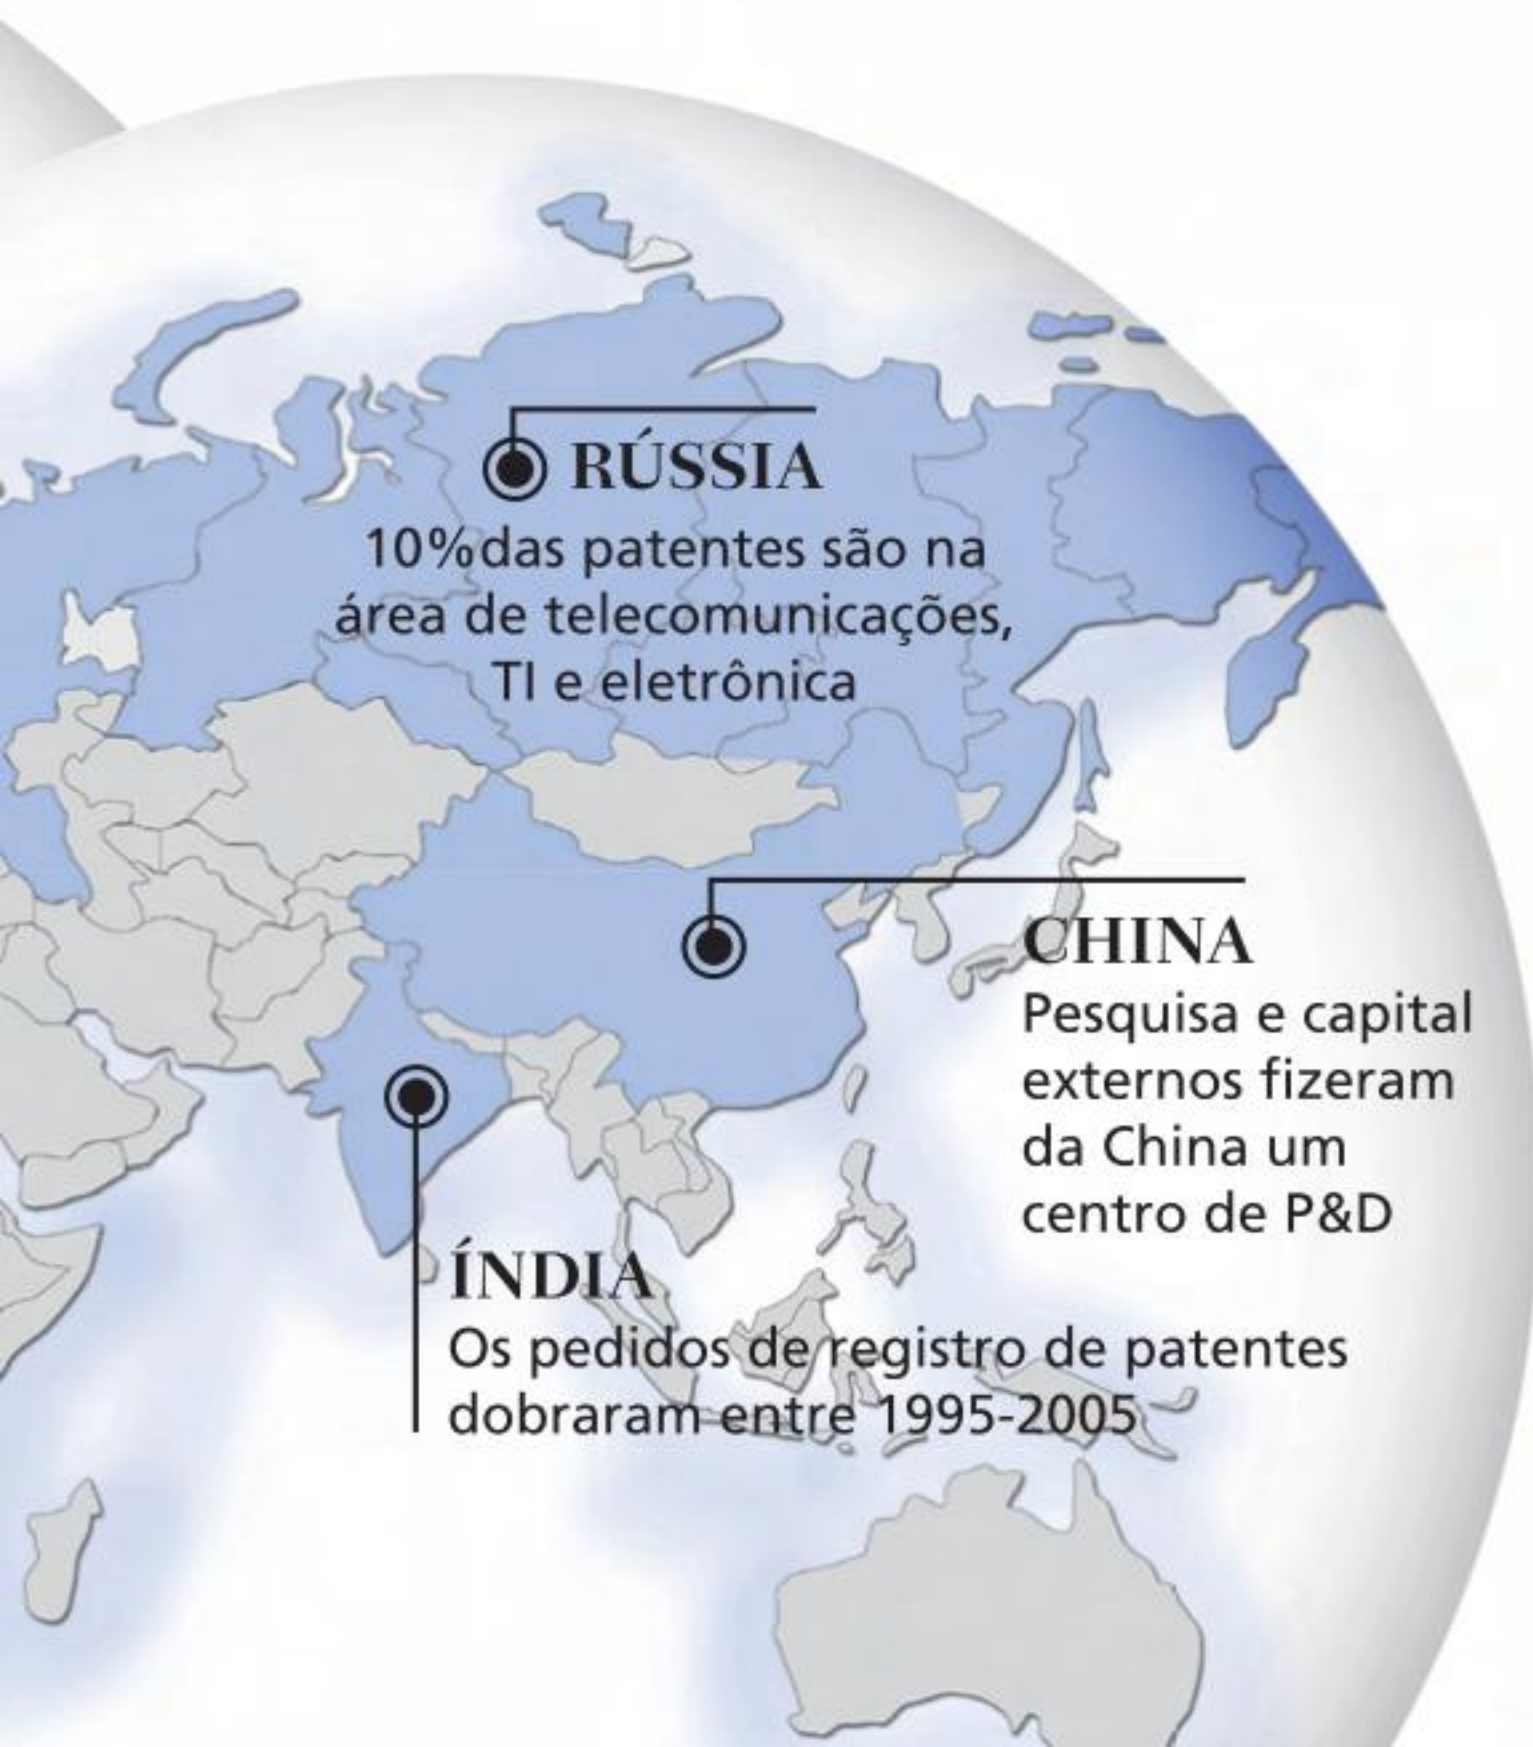 RÚSSIA
10% das patentes são na
área de telecomunicações,
TI e eletrônica
CHINA
Pesquisa e capital
externos fizeram
da China um
centro de P&D
ÍNDIA
Os pedidos de registro de patentes
dobraram entre 1995-2005